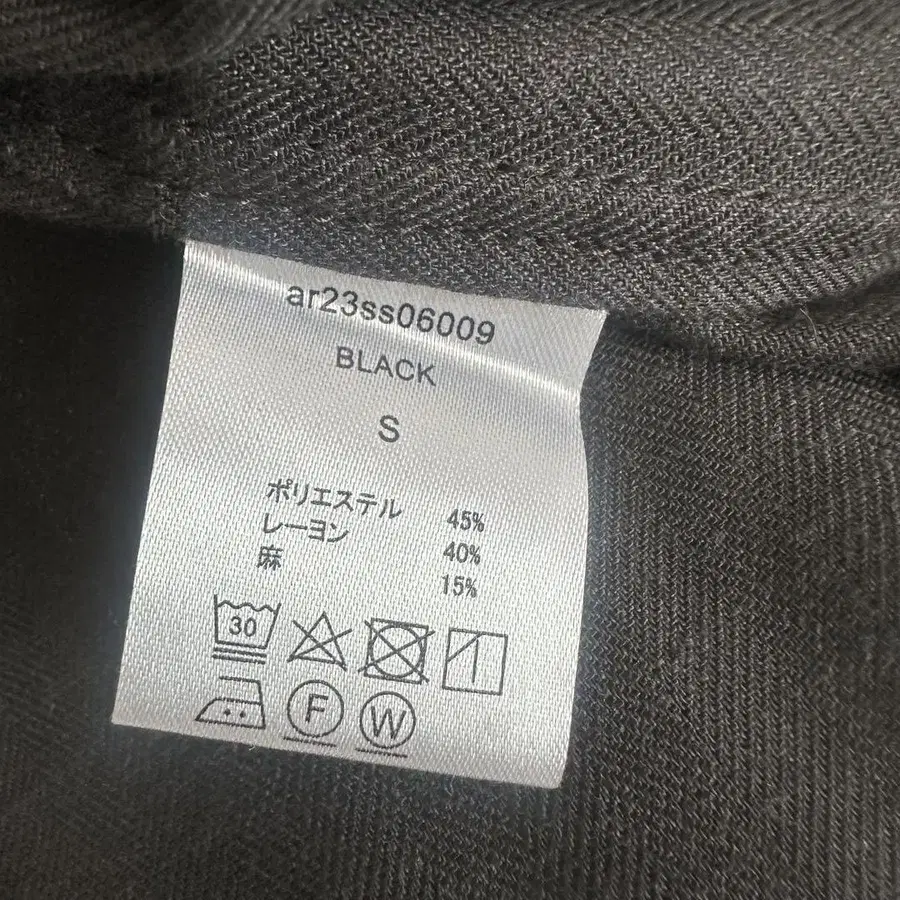 ar23ss06009
BLACK
S
ポリエステル 45%
レーヨン 40%
麻 15%
30
F W